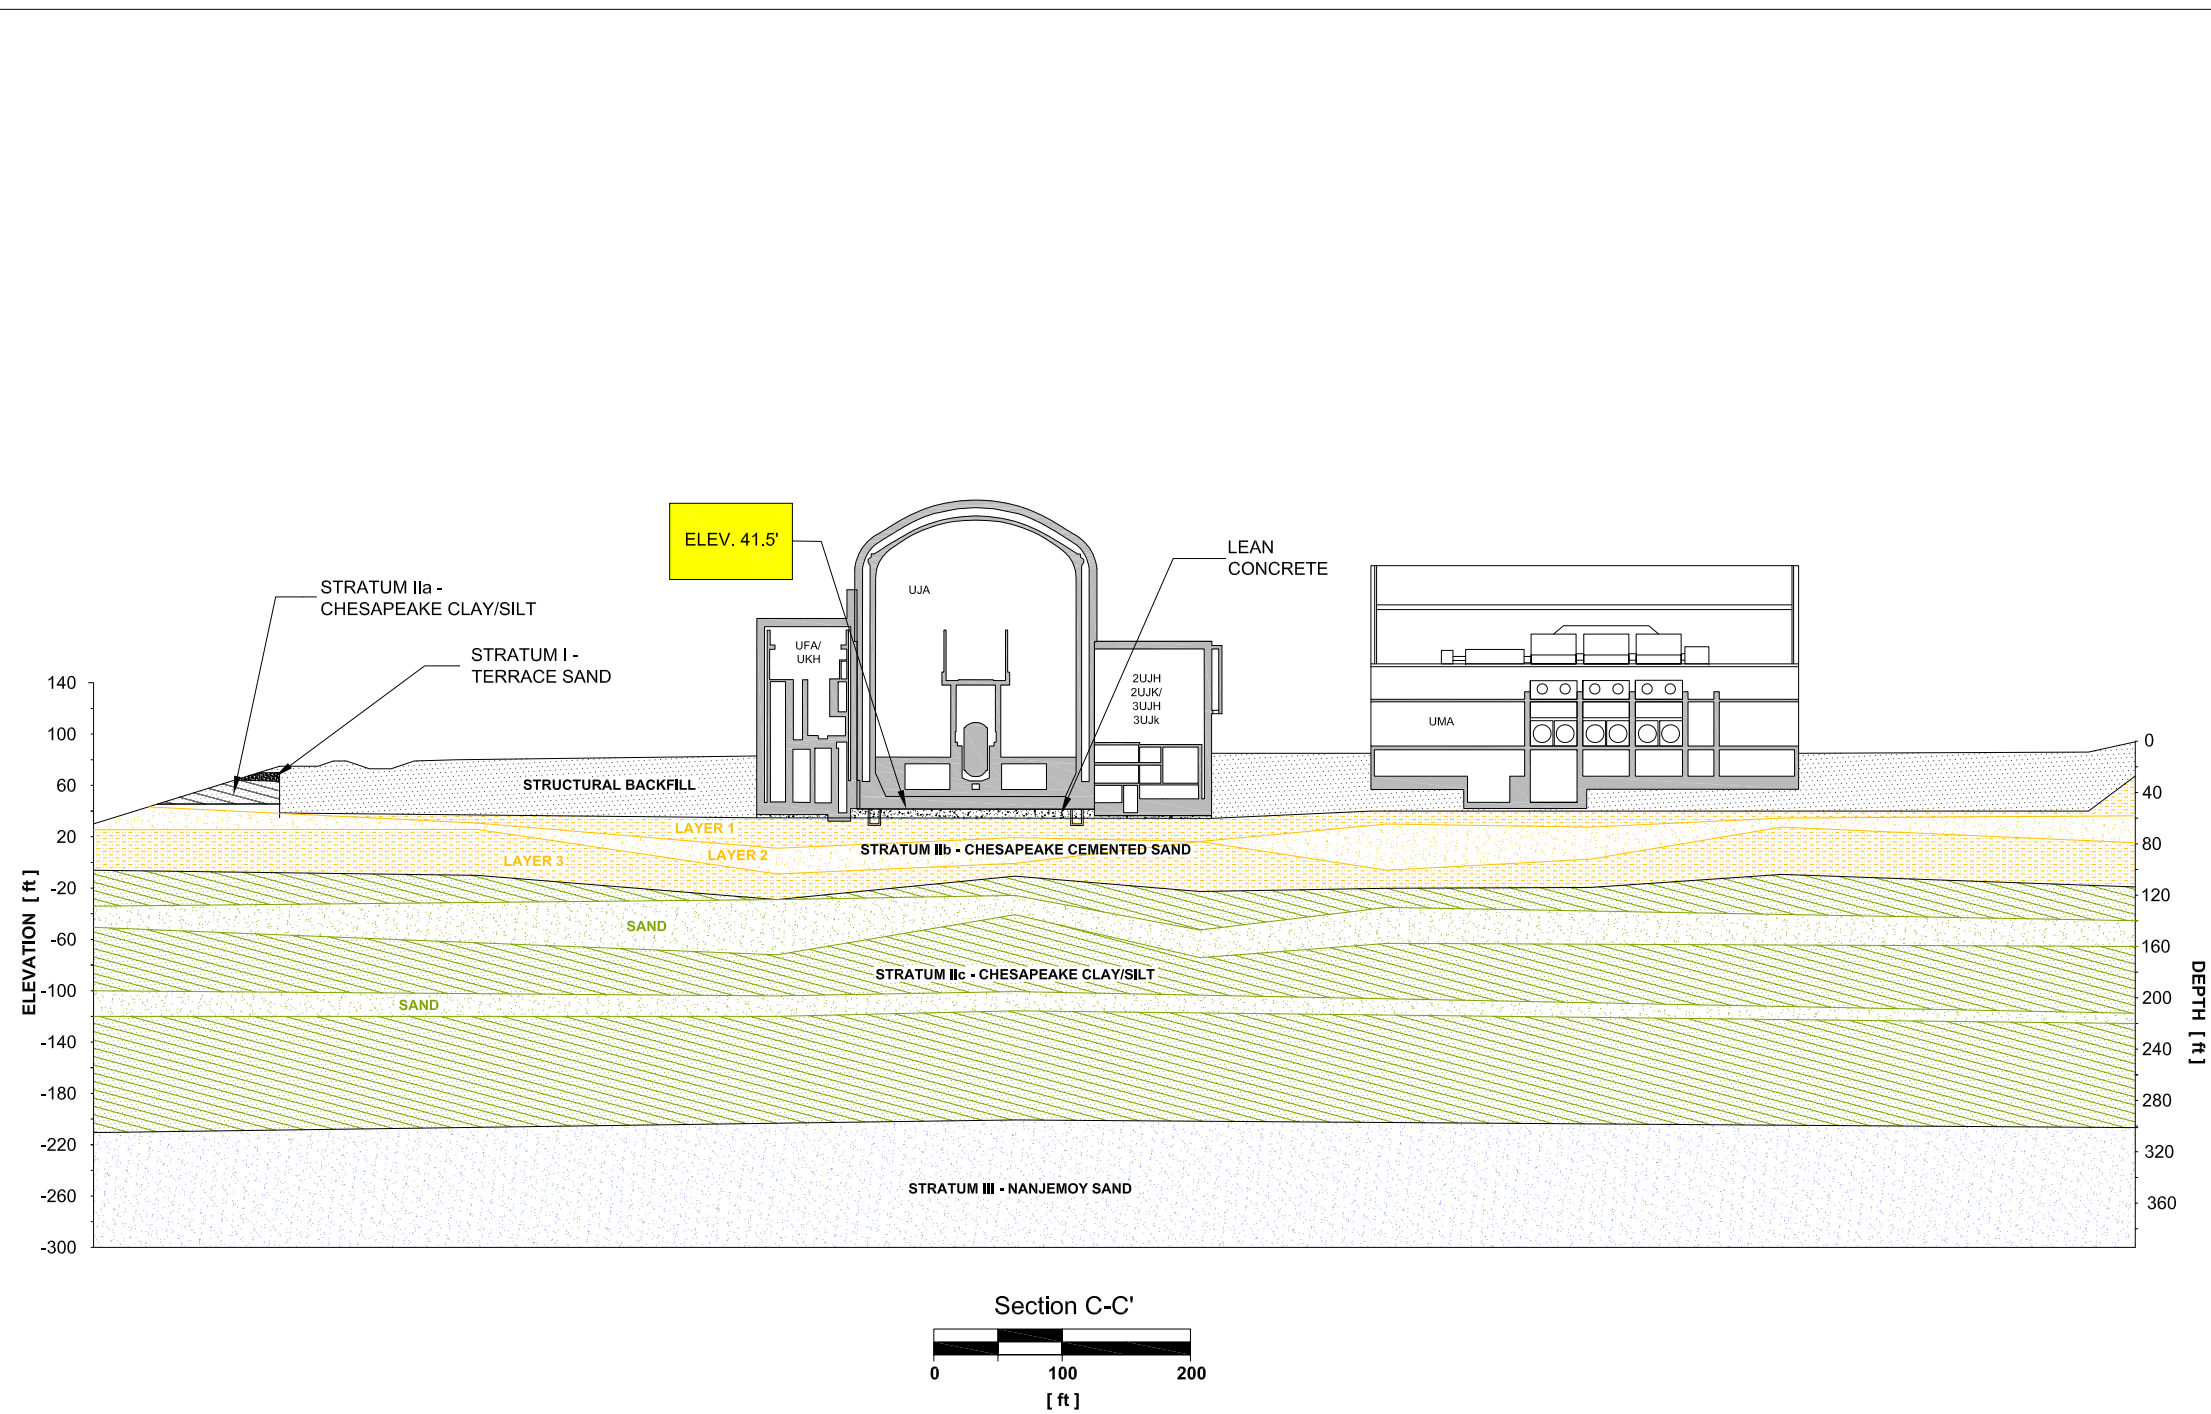 ELEV. 41.5'
LEAN
CONCRETE
STRATUM IIa -
CHESAPEAKE CLAY/SILT
STRATUM I -
TERRACE SAND
UJA
UFA/
UKH
2UJH
2UJK/
3UJH
3UJk
UMA
STRUCTURAL BACKFILL
LAYER 1
LAYER 2
LAYER 3
STRATUM IIb - CHESAPEAKE CEMENTED SAND
SAND
STRATUM IIc - CHESAPEAKE CLAY/SILT
SAND
STRATUM III - NANJEMOY SAND
ELEVATION [ ft ]
140
100
60
20
-20
-60
-100
-140
-180
-220
-260
-300
0
40
80
120
160
200
240
280
320
360
DEPTH [ ft ]
Section C-C'
0 100 200
[ ft ]